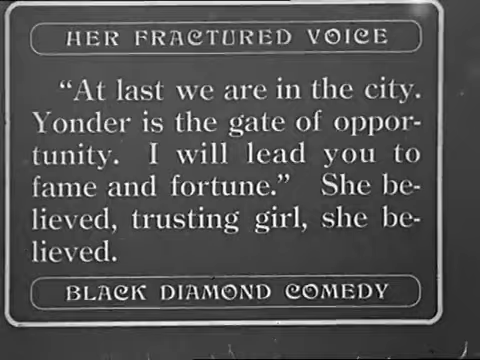 HER FRACTURED VOICE
“At last we are in the city.
Yonder is the gate of oppor-
tunity. I will lead you to
fame and fortune.” She be-
lieved, trusting girl, she be-
lieved.
BLACK DIAMOND COMEDY